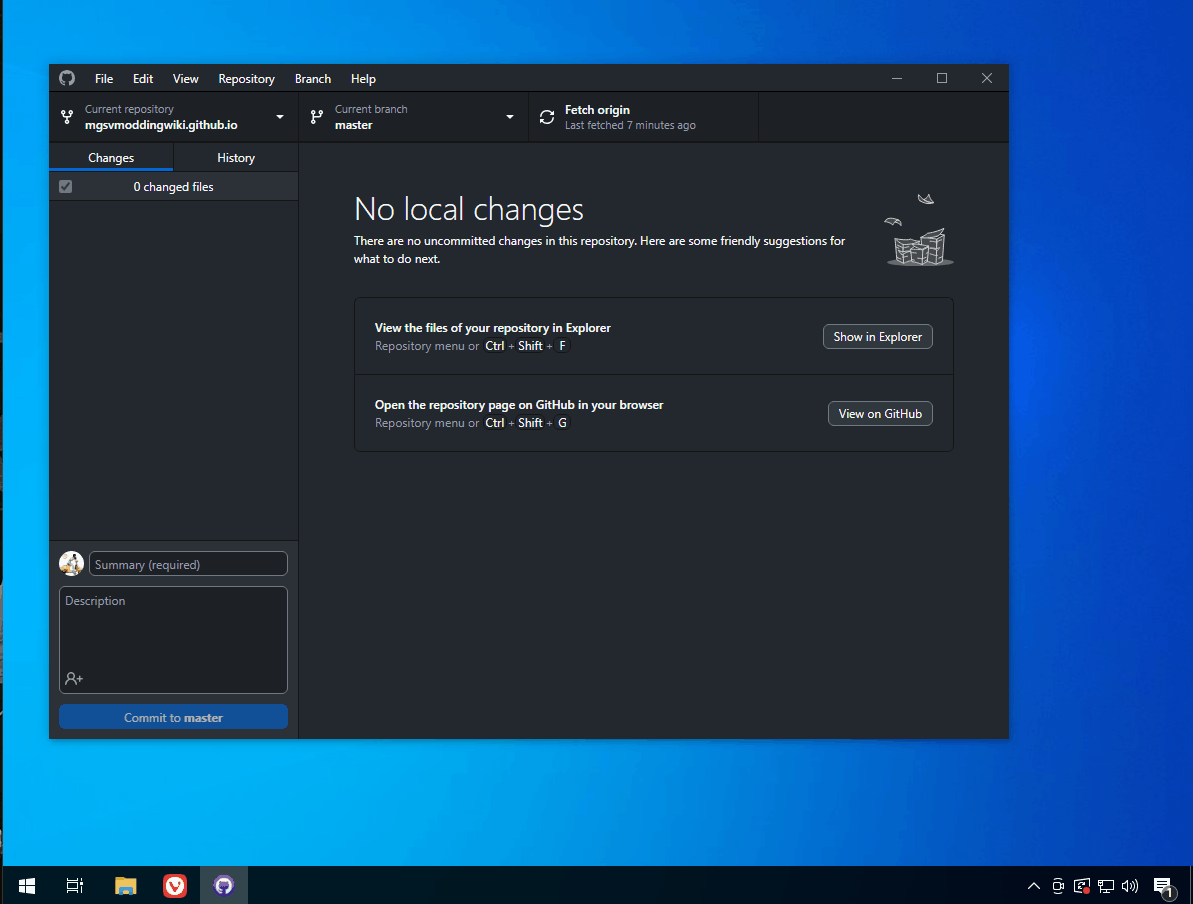 File Edit View Repository Branch Help
Current repository
mgsvmoddingwiki.github.io
Current branch
master
Fetch origin
Last fetched 7 minutes ago
Changes
History
0 changed files
No local changes
There are no uncommitted changes in this repository. Here are some friendly suggestions for
what to do next.
View the files of your repository in Explorer
Repository menu or Ctrl + Shift + F
Show in Explorer
Open the repository page on GitHub in your browser
Repository menu or Ctrl + Shift + G
View on GitHub
Summary (required)
Description
Commit to master
1